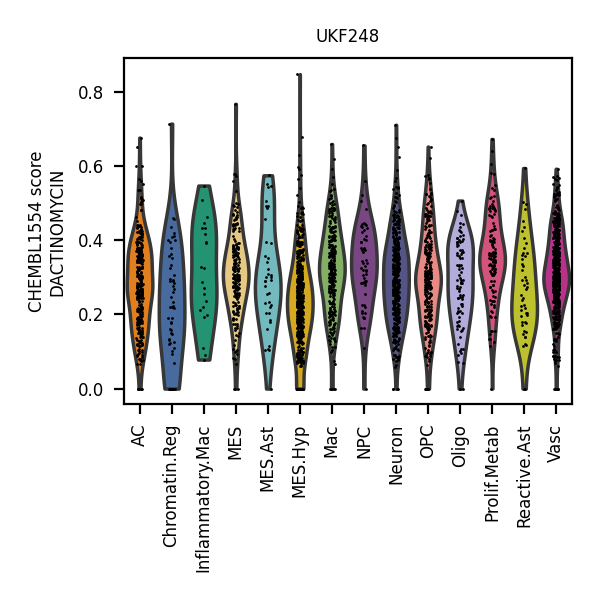 UKF248
CHEMBL1554 score
DACTINOMYCIN
0.8
0.6
0.4
0.2
0.0
AC
Chromatin.Reg
Inflammatory.Mac
MES
MES.Ast
MES.Hyp
Mac
NPC
Neuron
OPC
Oligo
Prolif.Metab
Reactive.Ast
Vasc